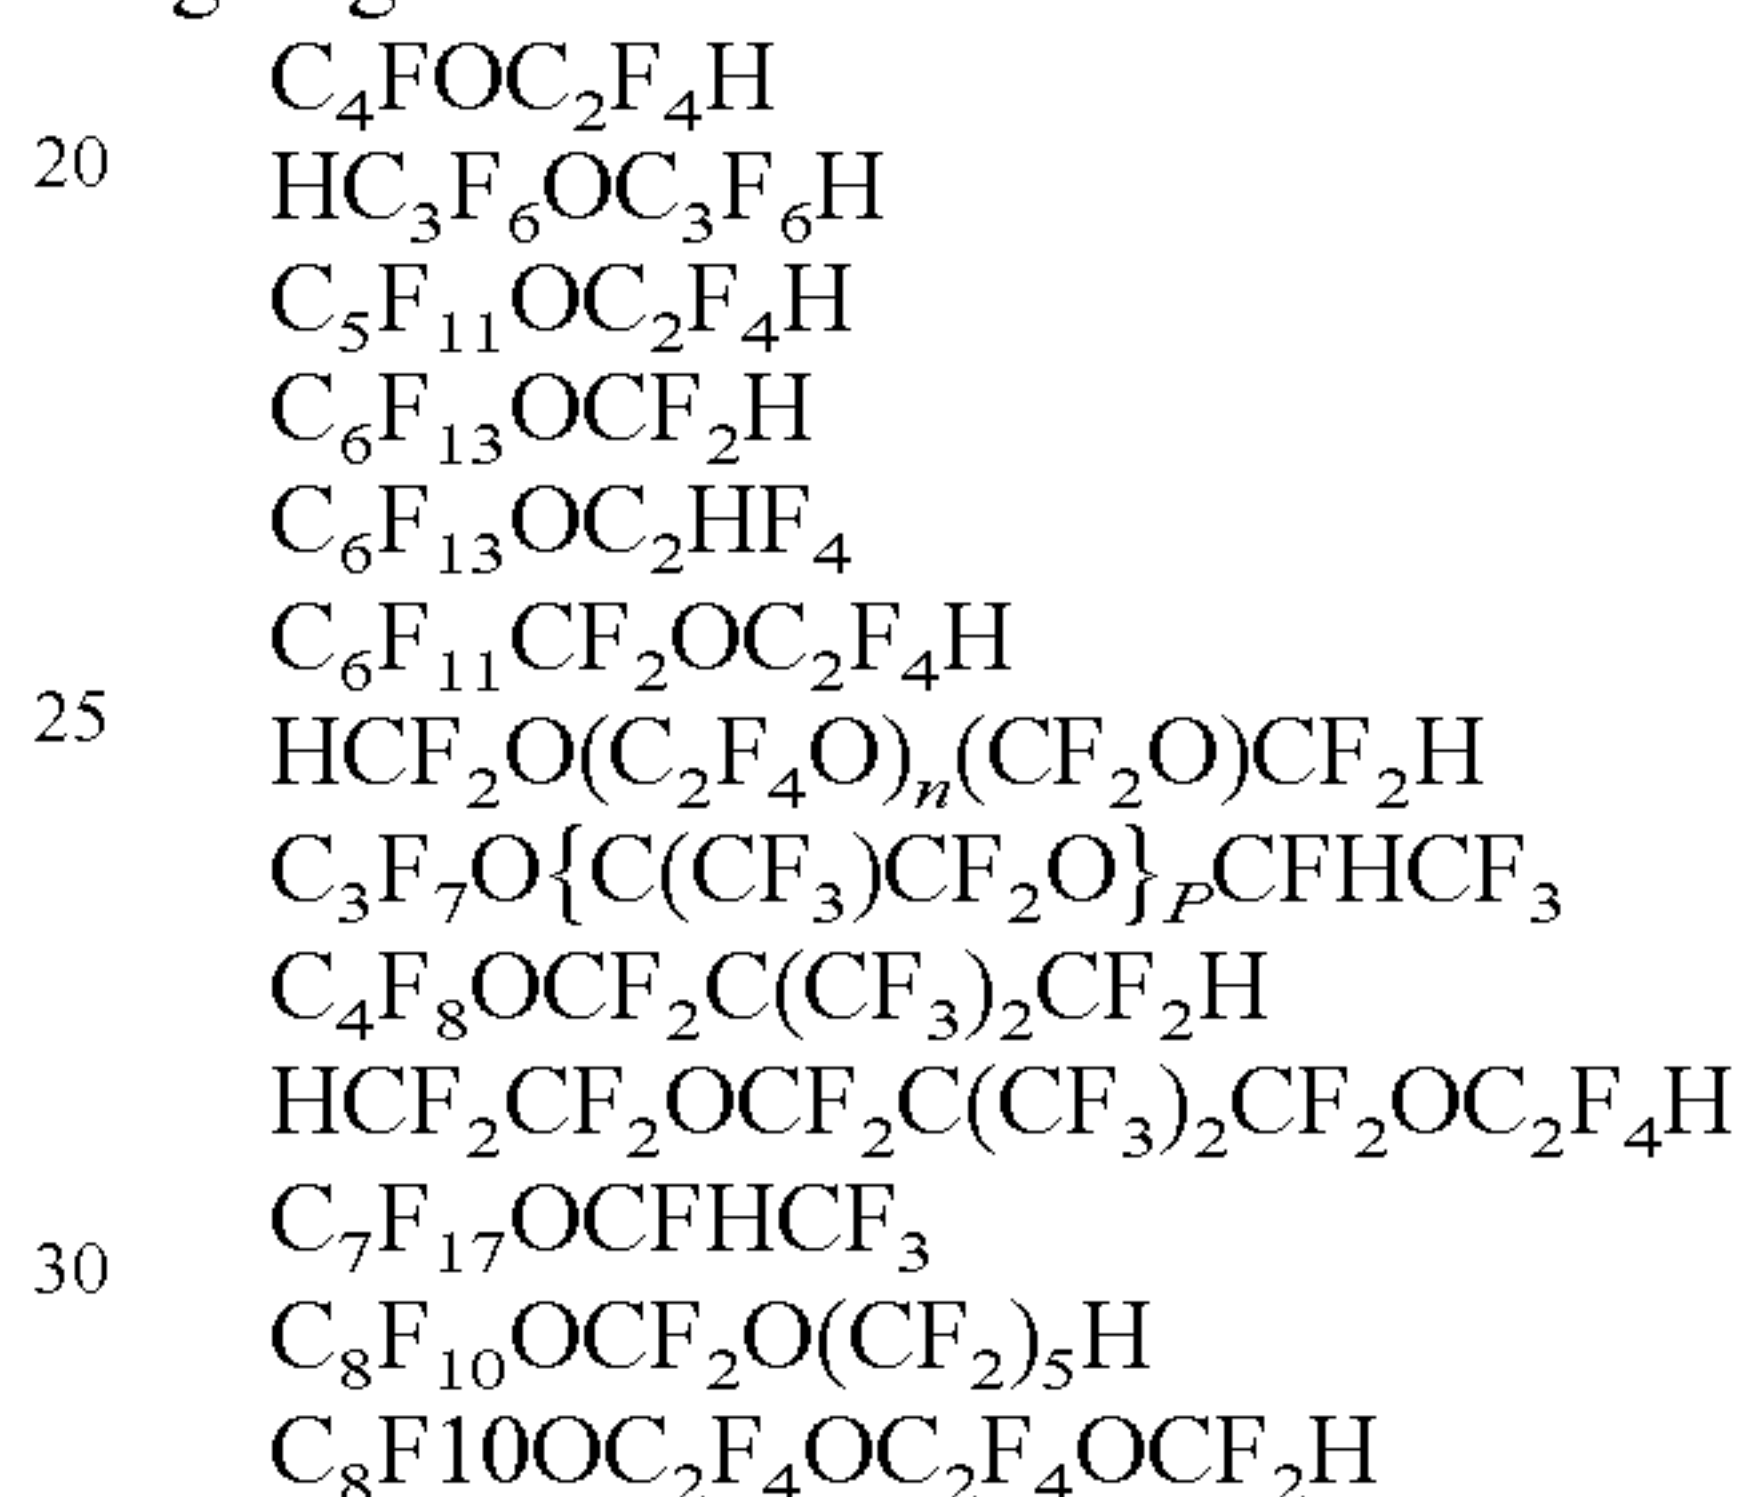 C₄FOC₂F₄H
20 HC₃F₆OC₃F₆H
C₅F₁₁OC₂F₄H
C₆F₁₃OCF₂H
C₆F₁₃OC₂HF₄
C₆F₁₁CF₂OC₂F₄H
25 HCF₂O(C₂F₄O)ₙ(CF₂O)CF₂H
C₃F₇O{C(CF₃)CF₂O}_PCFHCF₃
C₄F₈OCF₂C(CF₃)₂CF₂H
HCF₂CF₂OCF₂C(CF₃)₂CF₂OC₂F₄H
C₇F₁₇OCFHCF₃
30 C₈F₁₀OCF₂O(CF₂)₅H
C₈F10OC₂F₄OC₂F₄OCF₂H